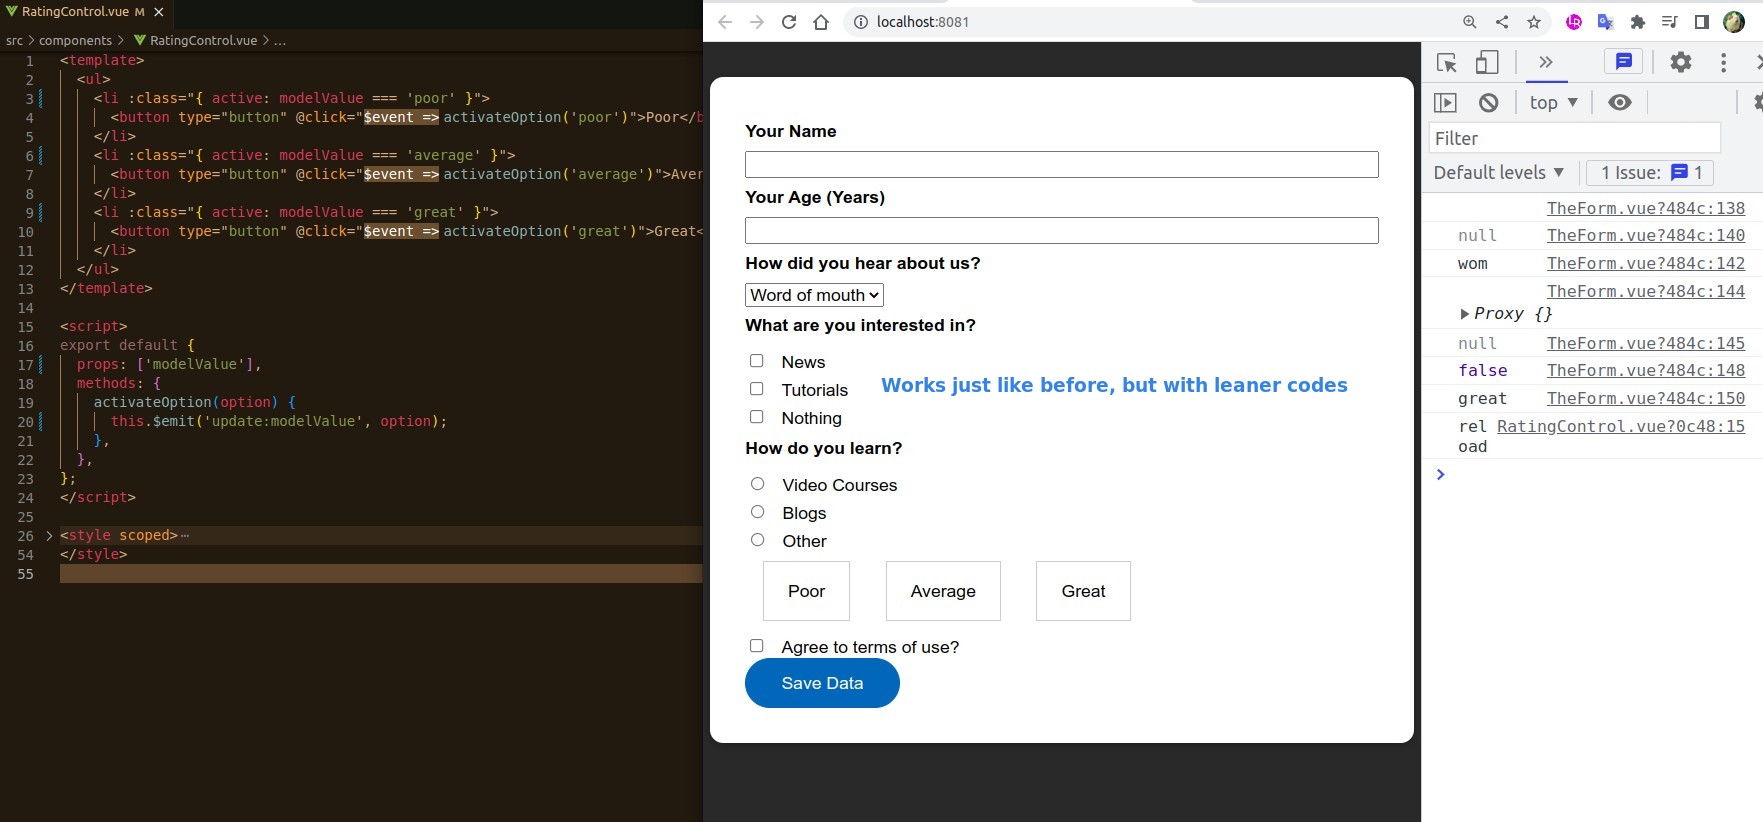 RatingControl.vue M
src > components > RatingControl.vue > ...
1 <template>
2 <ul>
3 <li :class="{ active: modelValue === 'poor' }">
4 <button type="button" @click="$event => activateOption('poor')">Poor</b
5 </li>
6 <li :class="{ active: modelValue === 'average' }">
7 <button type="button" @click="$event => activateOption('average')">Aver
8 </li>
9 <li :class="{ active: modelValue === 'great' }">
10 <button type="button" @click="$event => activateOption('great')">Great<
11 </li>
12 </ul>
13 </template>
14
15 <script>
16 export default {
17 props: ['modelValue'],
18 methods: {
19 activateOption(option) {
20 this.$emit('update:modelValue', option);
21 },
22 },
23 };
24 </script>
25
26 <style scoped>…
54 </style>
55
localhost:8081
Your Name
Your Age (Years)
How did you hear about us?
Word of mouth
What are you interested in?
News
Tutorials
Works just like before, but with leaner codes
Nothing
How do you learn?
Video Courses
Blogs
Other
Poor Average Great
Agree to terms of use?
Save Data
top
Filter
Default levels 1 Issue: 1
TheForm.vue?484c:138
null TheForm.vue?484c:140
wom TheForm.vue?484c:142
TheForm.vue?484c:144
Proxy {}
null TheForm.vue?484c:145
false TheForm.vue?484c:148
great TheForm.vue?484c:150
rel RatingControl.vue?0c48:15
oad